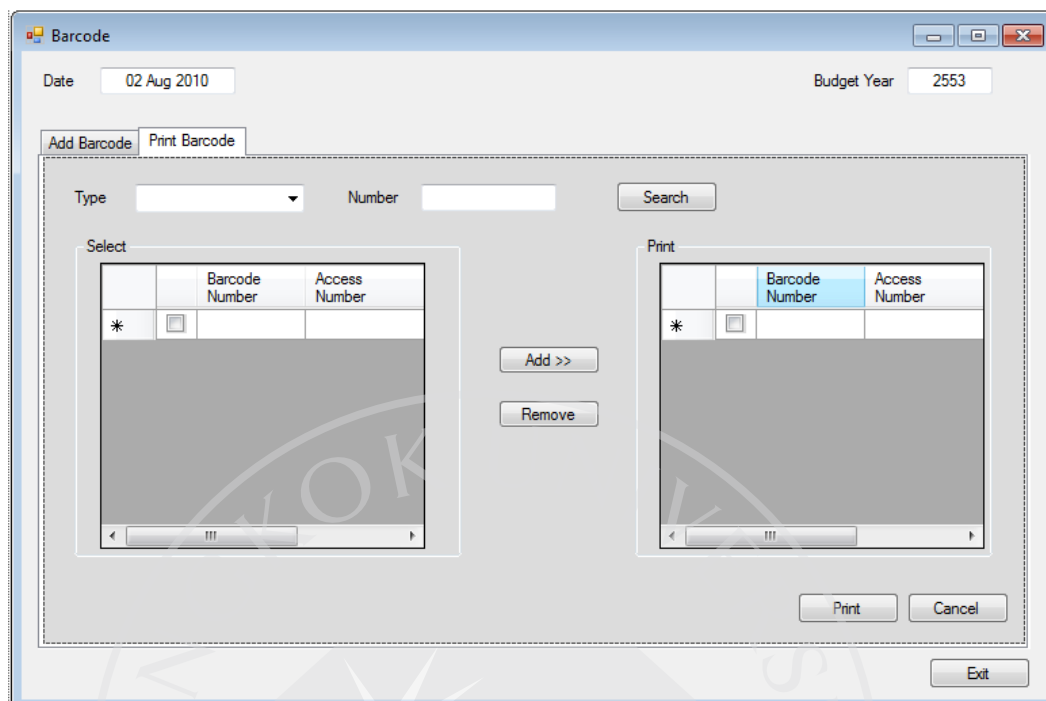 Barcode
Date 02 Aug 2010 Budget Year 2553
Add Barcode Print Barcode
Type Number Search
Select
Barcode Number Access Number
Add >>
Remove
Print
Barcode Number Access Number
Print Cancel
Exit